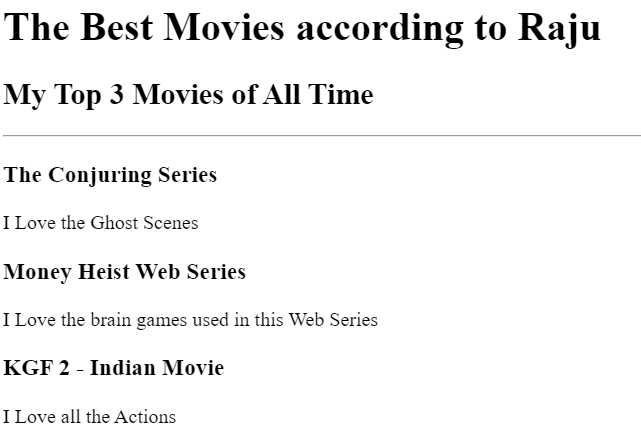 The Best Movies according to Raju
My Top 3 Movies of All Time
The Conjuring Series
I Love the Ghost Scenes
Money Heist Web Series
I Love the brain games used in this Web Series
KGF 2 - Indian Movie
I Love all the Actions